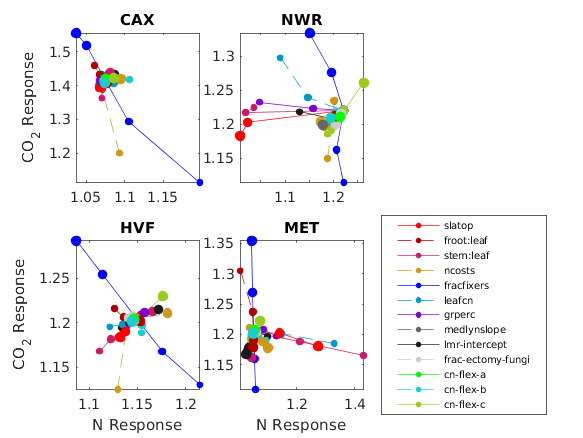 CAX
NWR
1.5
1.4
1.3
1.2
1.3
1.25
1.2
1.15
CO2 Response
1.05 1.1 1.15
1.1 1.2
HVF
MET
1.25
1.2
1.15
1.35
1.3
1.25
1.2
1.15
CO2 Response
1.1 1.15 1.2
1.2 1.4
N Response
N Response
slatop
froot:leaf
stem:leaf
ncosts
fracfixers
leafcn
grperc
medlynslope
lmr-intercept
frac-ectomy-fungi
cn-flex-a
cn-flex-b
cn-flex-c